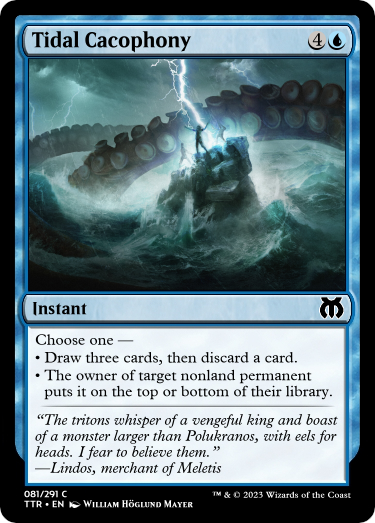 Tidal Cacophony 4
Instant
Choose one —
• Draw three cards, then discard a card.
• The owner of target nonland permanent
puts it on the top or bottom of their library.
“The tritons whisper of a vengeful king and boast
of a monster larger than Polukranos, with eels for
heads. I fear to believe them.”
—Lindos, merchant of Meletis
081/291 C
TTR • EN William Höglund Mayer
™ & © 2023 Wizards of the Coast